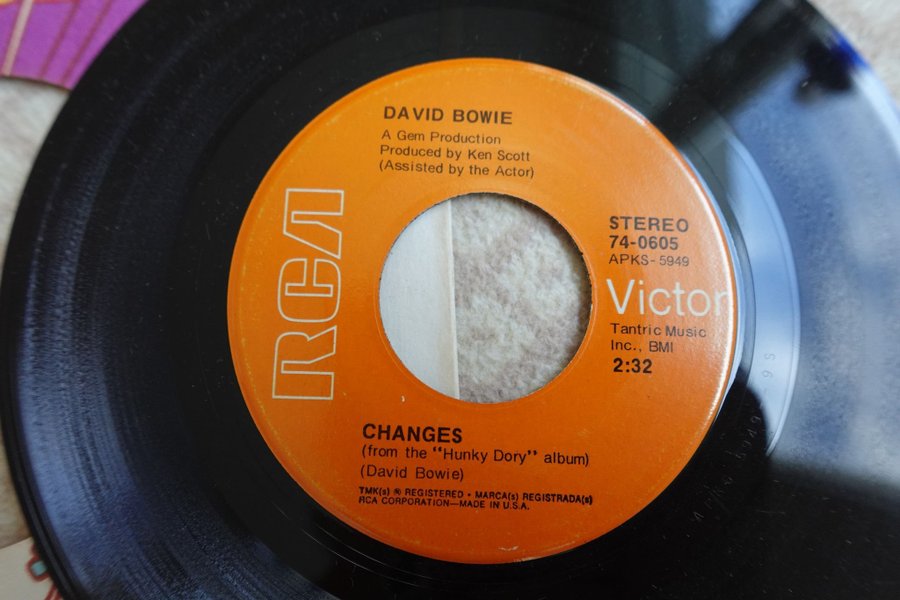 DAVID BOWIE
A Gem Production
Produced by Ken Scott
(Assisted by the Actor)
RCA
STEREO
74-0605
APKS-5949
Victor
Tantric Music
Inc., BMI
2:32
CHANGES
(from the "Hunky Dory" album)
(David Bowie)
TMK(s) ® REGISTERED • MARCA(s) REGISTRADA(s)
RCA CORPORATION—MADE IN U.S.A.